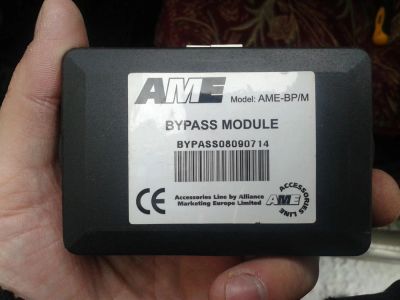 AME
Model: AME-BP/M
BYPASS MODULE
BYPASS08090714
CE
Accessories Line by Alliance
Marketing Europe Limited
ACCESSORIES
AME
LINE